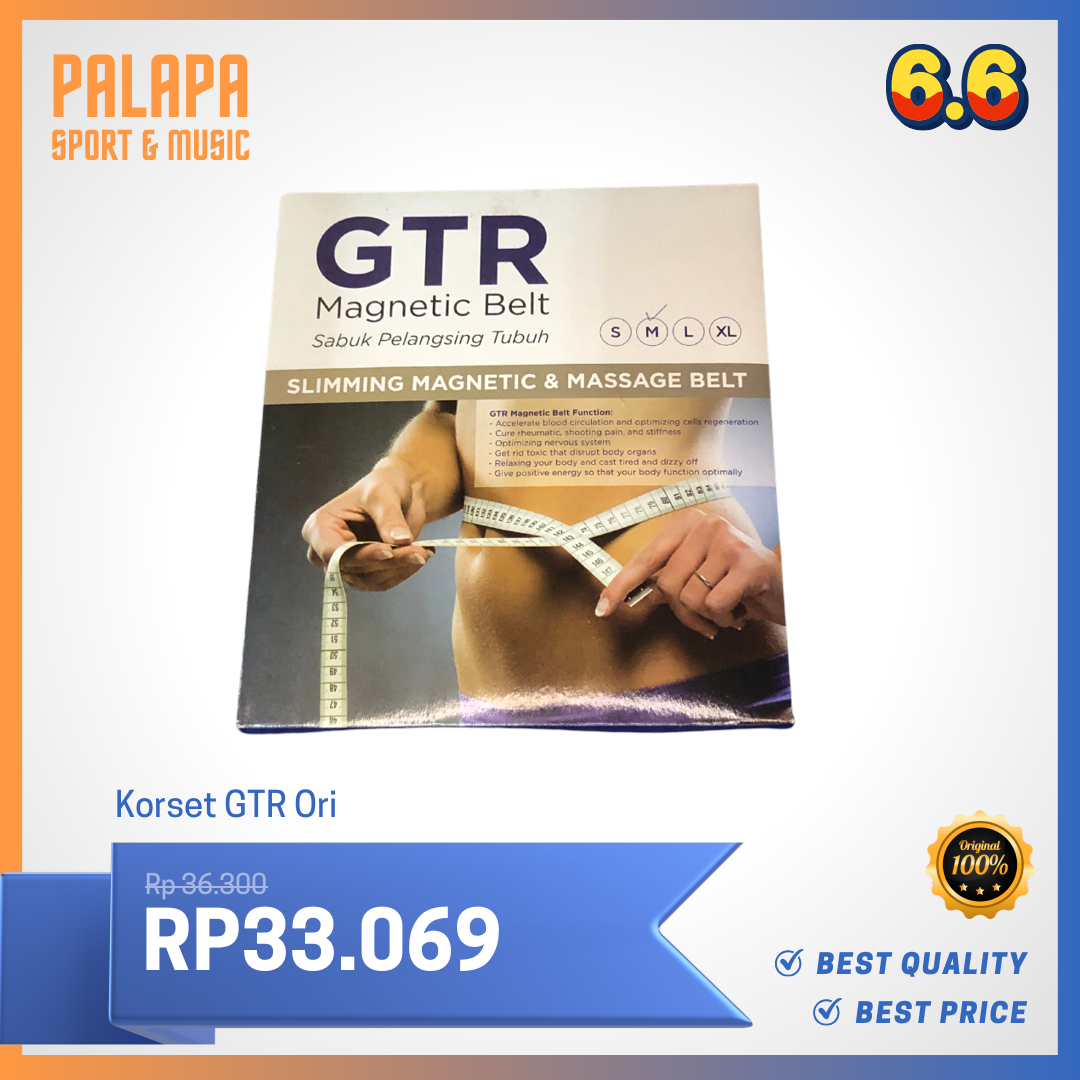 PALAPA
SPORT & MUSIC
6.6
GTR
Magnetic Belt
Sabuk Pelangsing Tubuh
S M L XL
SLIMMING MAGNETIC & MASSAGE BELT
GTR Magnetic Belt Function:
- Accelerate blood circulation and optimizing cells regeneration
- Cure rheumatic, shooting pain, and stiffness
- Optimizing nervous system
- Get rid toxic that disrupt body organs
- Relaxing your body and cast tired and dizzy off
- Give positive energy so that your body function optimally
Korset GTR Ori
Rp 36.300
RP33.069
Original
100%
BEST QUALITY
BEST PRICE